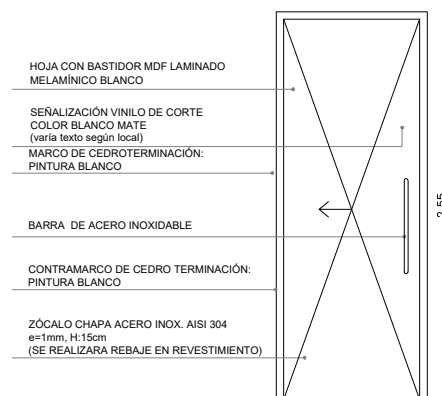 HOJA CON BASTIDOR MDF LAMINADO
MELAMÍNICO BLANCO
SEÑALIZACIÓN VINILO DE CORTE
COLOR BLANCO MATE
(varía texto según local)
MARCO DE CEDROTERMINACIÓN:
PINTURA BLANCO
BARRA DE ACERO INOXIDABLE
CONTRAMARCO DE CEDRO TERMINACIÓN:
PINTURA BLANCO
ZÓCALO CHAPA ACERO INOX. AISI 304
e=1mm, H:15cm
(SE REALIZARA REBAJE EN REVESTIMIENTO)
2.55